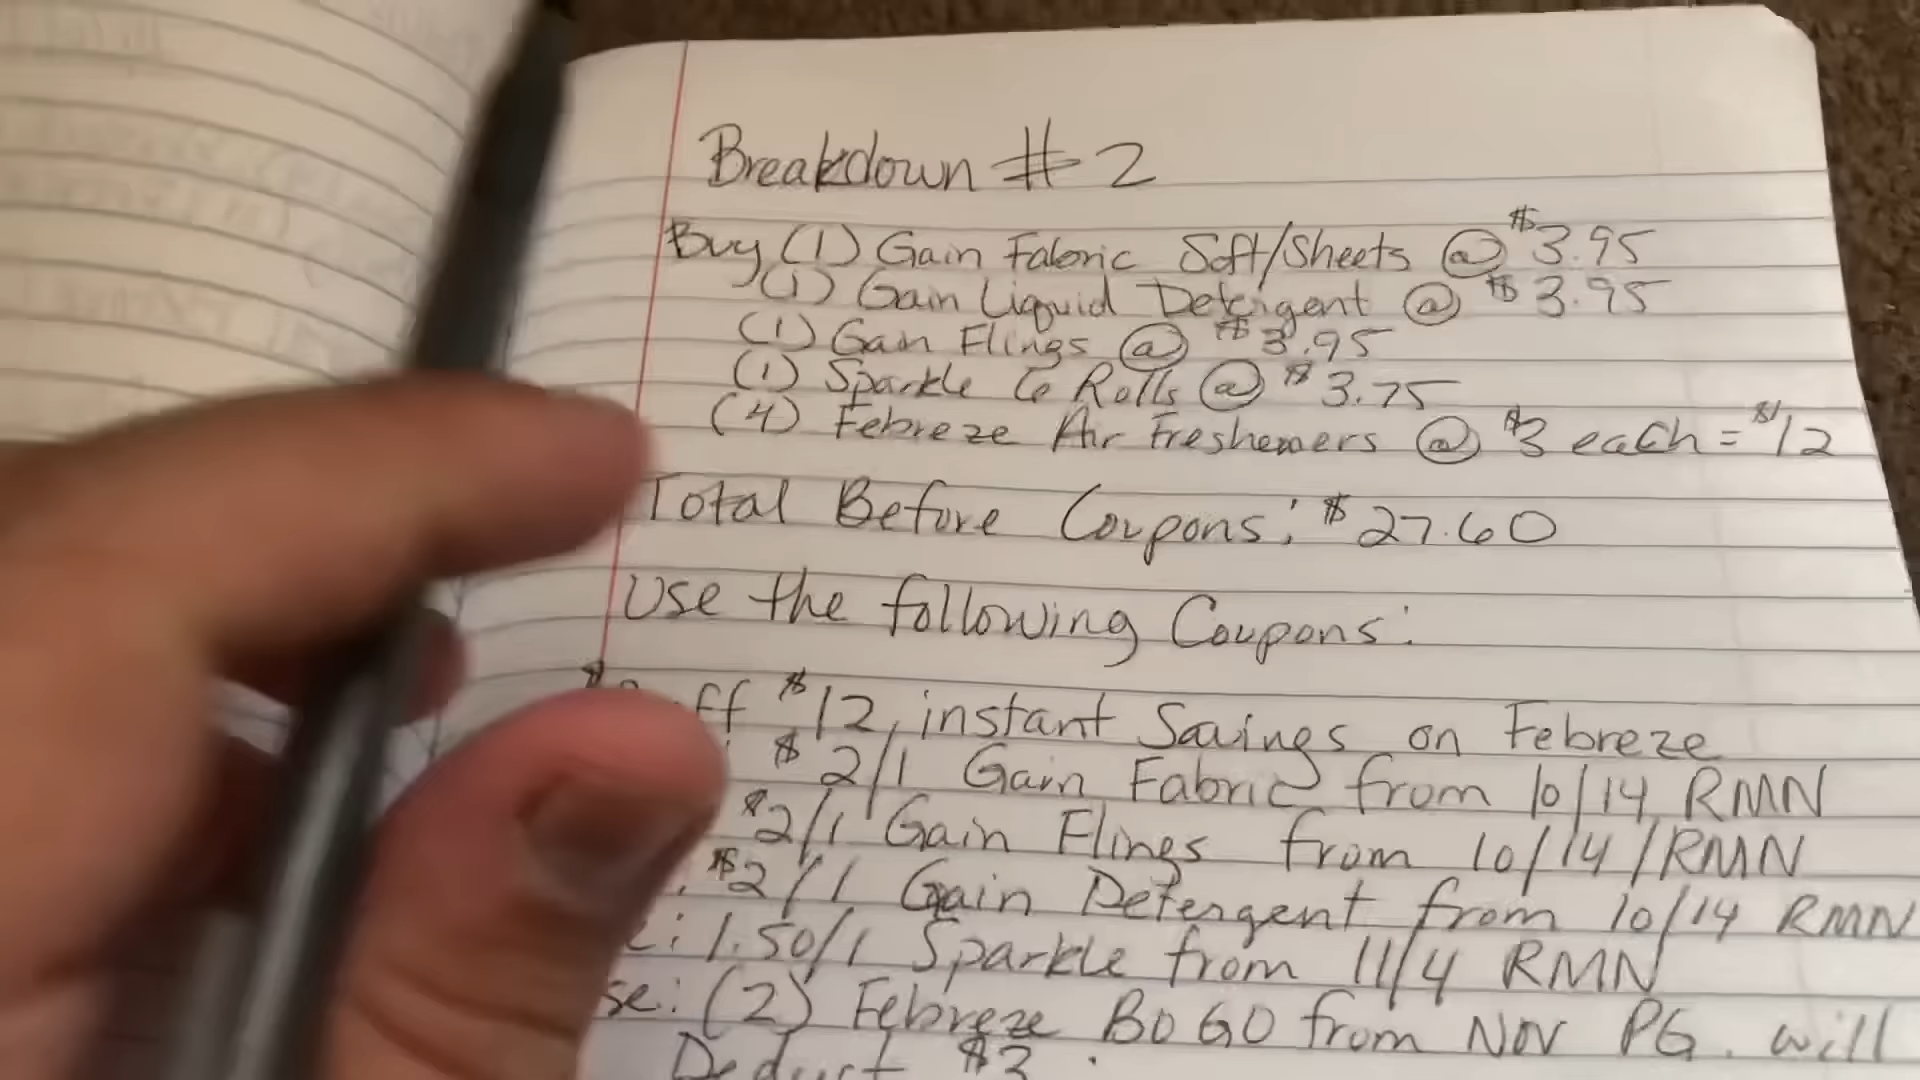 Breakdown #2
Buy (1) Gain Fabric Soft/Sheets @ $3.95
(1) Gain Liquid Detergent @ $3.95
(1) Gain Flings @ $3.95
(1) Sparkle 6 Rolls @ $3.75
(4) Febreze Air Fresheners @ $3 each = $12
Total Before Coupons: $27.60
Use the following Coupons:
ff $12, instant Savings on Febreze
$2/1 Gain Fabric from 10/14 RMN
$2/1 Gain Flings from 10/14/RMN
$2/1 Gain Detergent from 10/14 RMN
: 1.50/1 Sparkle from 11/4 RMN
se: (2) Febreze BOGO from Nov PG. will
Deduct $3